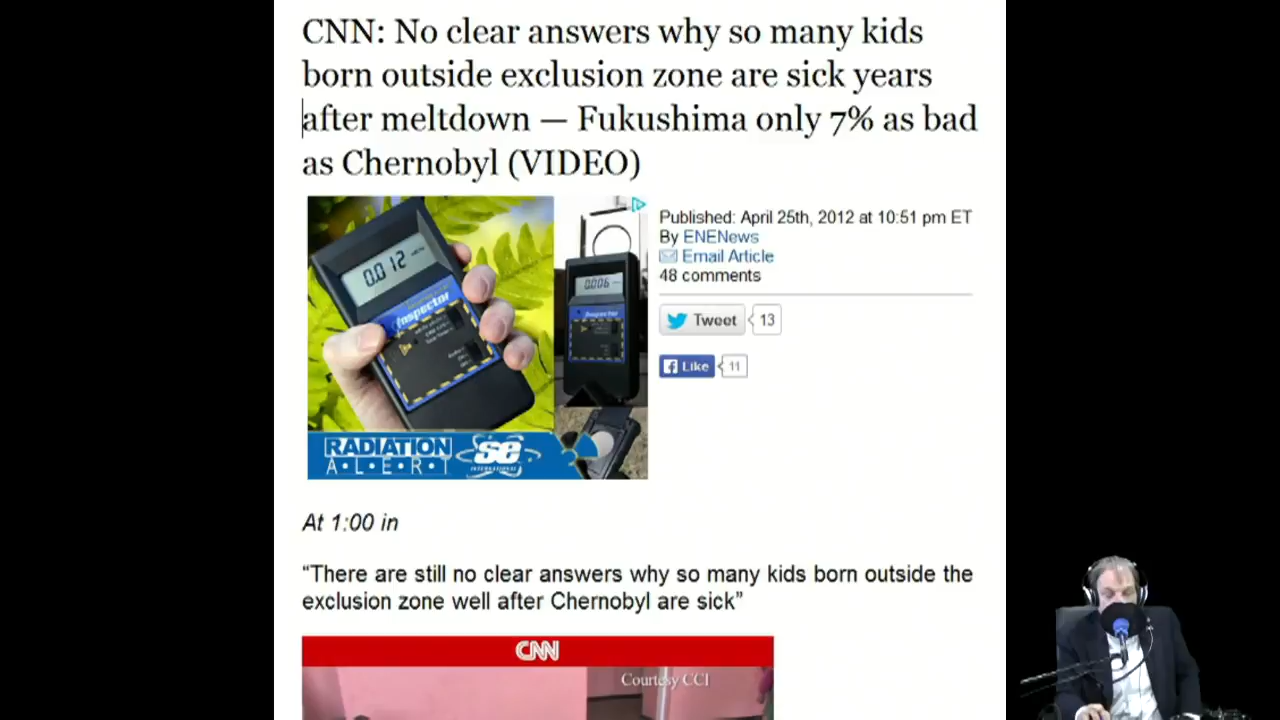 CNN: No clear answers why so many kids
born outside exclusion zone are sick years
after meltdown — Fukushima only 7% as bad
as Chernobyl (VIDEO)
Published: April 25th, 2012 at 10:51 pm ET
By ENENews
Email Article
48 comments
Tweet 13
Like 11
0.012
Inspector
0.006
Inspector
RADIATION
A•L•E•R•T
se
INTERNATIONAL
At 1:00 in
“There are still no clear answers why so many kids born outside the
exclusion zone well after Chernobyl are sick”
CNN
Courtesy CCI